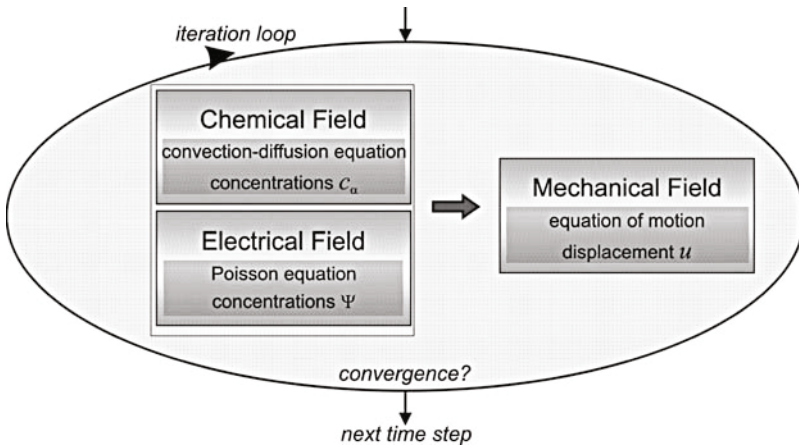 iteration loop
Chemical Field
convection-diffusion equation
concentrations c_α
Electrical Field
Poisson equation
concentrations Ψ
Mechanical Field
equation of motion
displacement u
convergence?
next time step